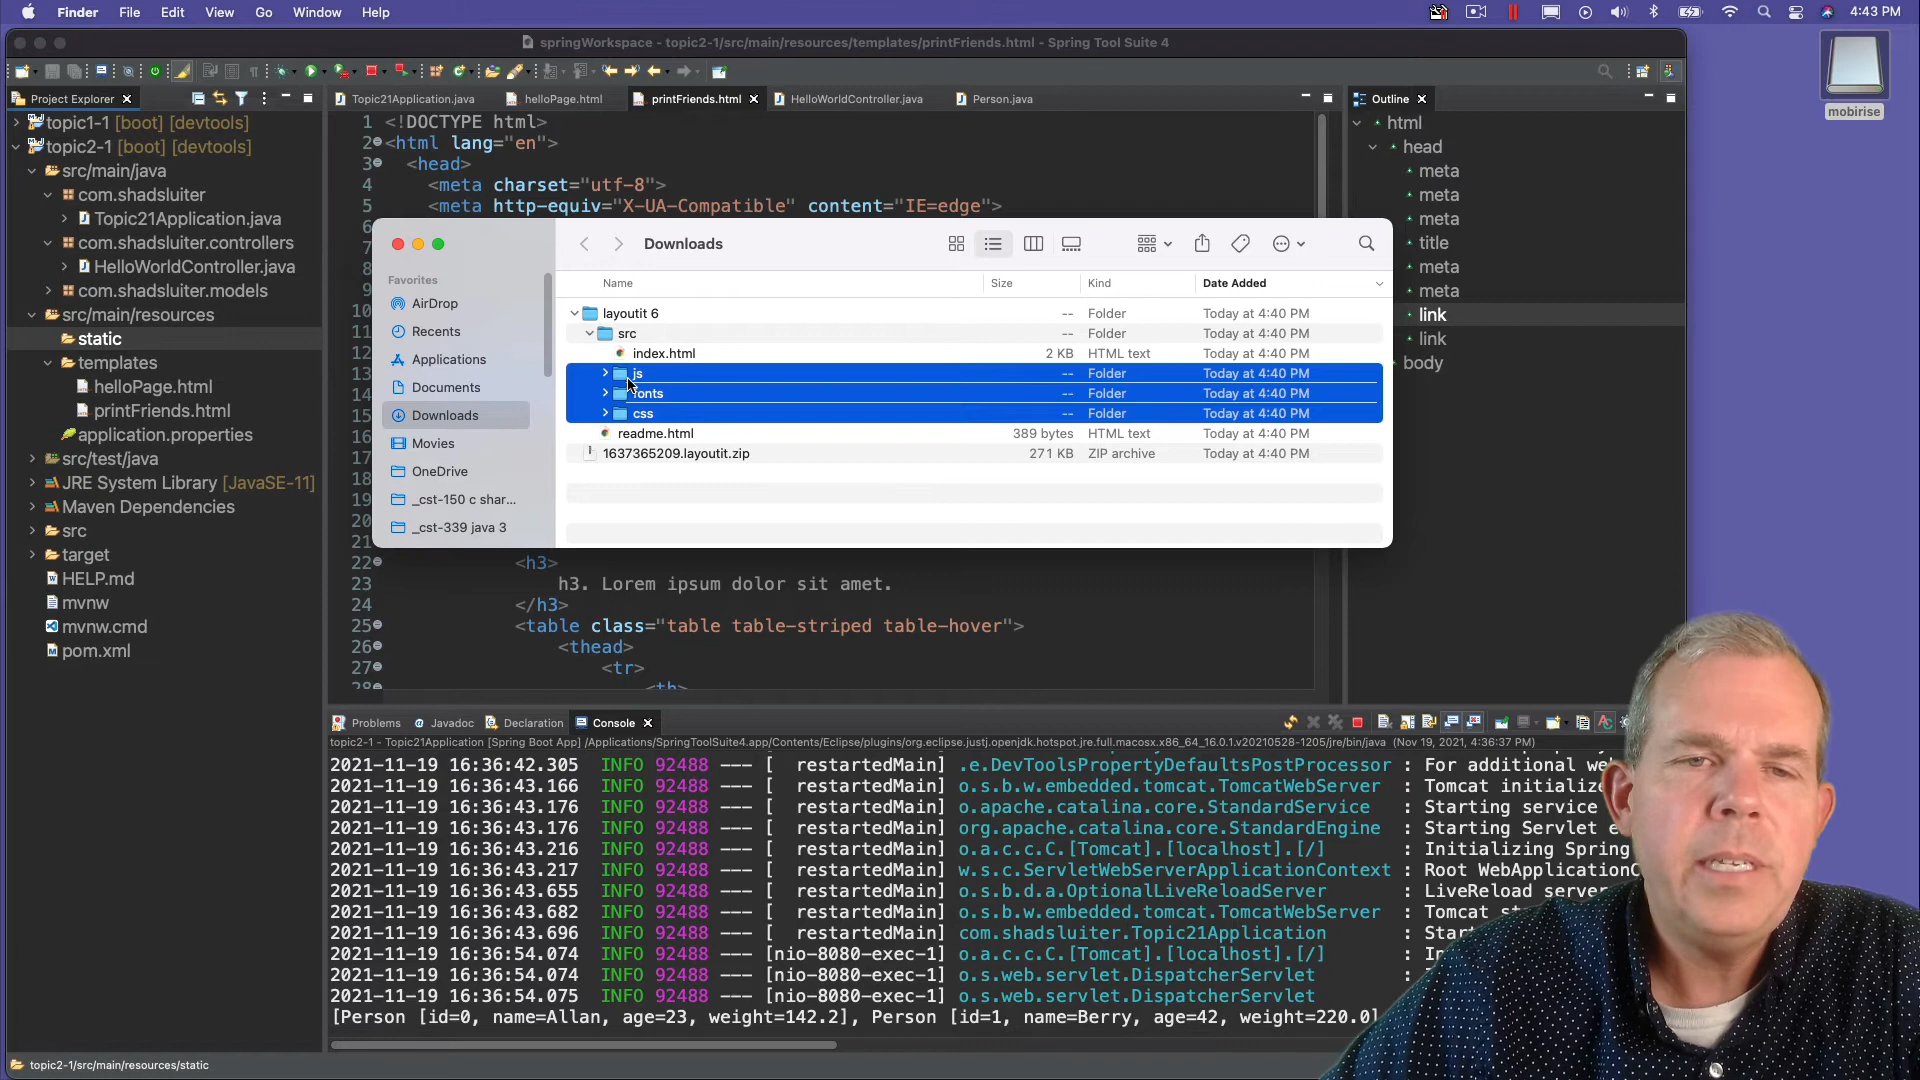 Finder File Edit View Go Window Help 4:43 PM
springWorkspace - topic2-1/src/main/resources/templates/printFriends.html - Spring Tool Suite 4
mobirise
Project Explorer
topic1-1 [boot] [devtools]
topic2-1 [boot] [devtools]
src/main/java
com.shadsluiter
Topic21Application.java
com.shadsluiter.controllers
HelloWorldController.java
com.shadsluiter.models
src/main/resources
static
templates
helloPage.html
printFriends.html
application.properties
src/test/java
JRE System Library [JavaSE-11]
Maven Dependencies
src
target
HELP.md
mvnw
mvnw.cmd
pom.xml
Topic21Application.java helloPage.html printFriends.html HelloWorldController.java Person.java
1 <!DOCTYPE html>
2 <html lang="en">
3 <head>
4 <meta charset="utf-8">
5 <meta http-equiv="X-UA-Compatible" content="IE=edge">
6
7
8
9
10
11
12
13
14
15
16
17
18
19
20
21
22 <h3>
23 h3. Lorem ipsum dolor sit amet.
24 </h3>
25 <table class="table table-striped table-hover">
26 <thead>
27 <tr>
28 <th>
Downloads
Favorites
AirDrop
Recents
Applications
Documents
Downloads
Movies
OneDrive
_cst-150 c shar...
_cst-339 java 3
Name Size Kind Date Added
layoutit 6 -- Folder Today at 4:40 PM
src -- Folder Today at 4:40 PM
index.html 2 KB HTML text Today at 4:40 PM
js -- Folder Today at 4:40 PM
fonts -- Folder Today at 4:40 PM
css -- Folder Today at 4:40 PM
readme.html 389 bytes HTML text Today at 4:40 PM
1637365209.layoutit.zip 271 KB ZIP archive Today at 4:40 PM
Outline
html
head
meta
meta
meta
title
meta
meta
link
link
body
Problems Javadoc Declaration Console
topic2-1 - Topic21Application [Spring Boot App] /Applications/SpringToolSuite4.app/Contents/Eclipse/plugins/org.eclipse.justj.openjdk.hotspot.jre.full.macosx.x86_64_16.0.1.v20210528-1205/jre/bin/java (Nov 19, 2021, 4:36:37 PM)
2021-11-19 16:36:42.305 INFO 92488 --- [ restartedMain] .e.DevToolsPropertyDefaultsPostProcessor : For additional we
2021-11-19 16:36:43.166 INFO 92488 --- [ restartedMain] o.s.b.w.embedded.tomcat.TomcatWebServer : Tomcat initialize
2021-11-19 16:36:43.176 INFO 92488 --- [ restartedMain] o.apache.catalina.core.StandardService : Starting service
2021-11-19 16:36:43.176 INFO 92488 --- [ restartedMain] org.apache.catalina.core.StandardEngine : Starting Servlet e
2021-11-19 16:36:43.216 INFO 92488 --- [ restartedMain] o.a.c.c.C.[Tomcat].[localhost].[/] : Initializing Spring
2021-11-19 16:36:43.217 INFO 92488 --- [ restartedMain] w.s.c.ServletWebServerApplicationContext : Root WebApplicationC
2021-11-19 16:36:43.655 INFO 92488 --- [ restartedMain] o.s.b.d.a.OptionalLiveReloadServer : LiveReload server
2021-11-19 16:36:43.682 INFO 92488 --- [ restartedMain] o.s.b.w.embedded.tomcat.TomcatWebServer : Tomcat st
2021-11-19 16:36:43.696 INFO 92488 --- [ restartedMain] com.shadsluiter.Topic21Application : Star
2021-11-19 16:36:54.074 INFO 92488 --- [nio-8080-exec-1] o.a.c.c.C.[Tomcat].[localhost].[/] : In
2021-11-19 16:36:54.074 INFO 92488 --- [nio-8080-exec-1] o.s.web.servlet.DispatcherServlet :
2021-11-19 16:36:54.075 INFO 92488 --- [nio-8080-exec-1] o.s.web.servlet.DispatcherServlet :
[Person [id=0, name=Allan, age=23, weight=142.2], Person [id=1, name=Berry, age=42, weight=220.0]
topic2-1/src/main/resources/static